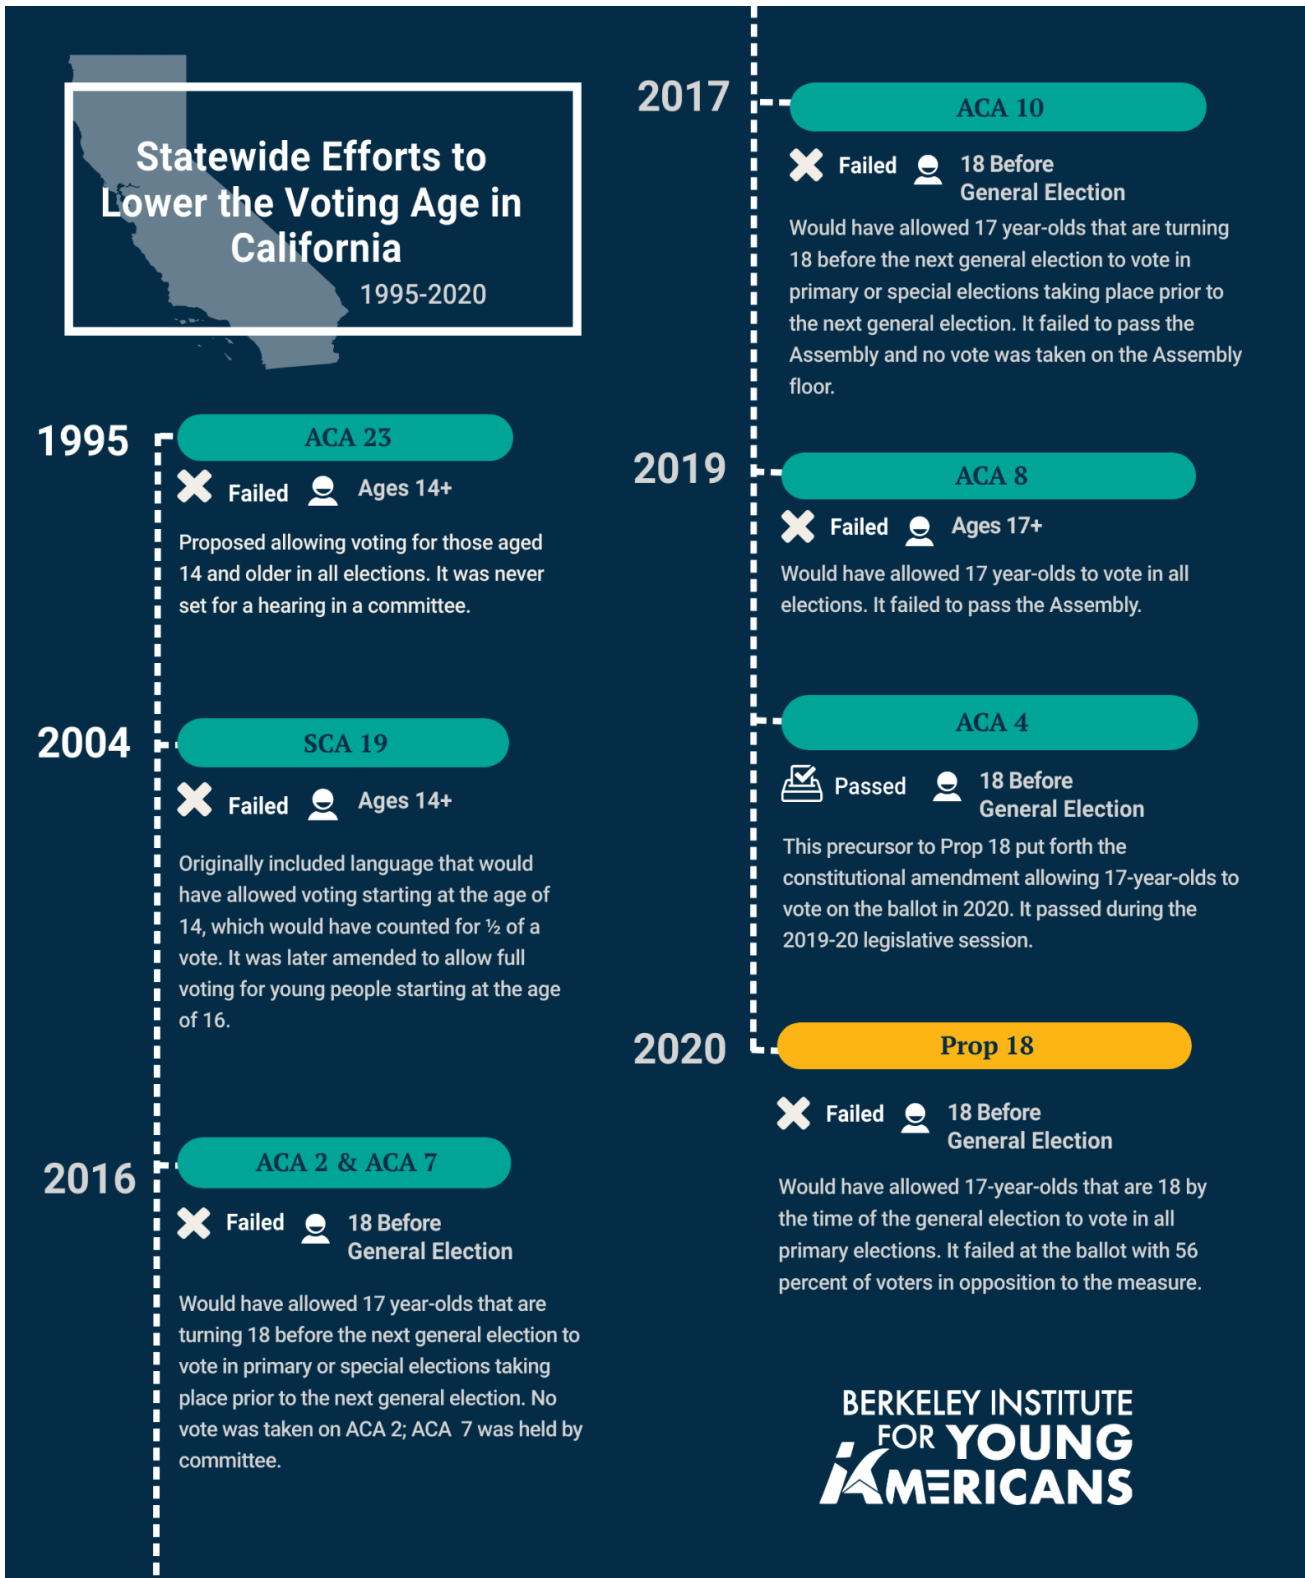 Statewide Efforts to
Lower the Voting Age in
California
1995-2020
1995
ACA 23
Failed
Ages 14+
Proposed allowing voting for those aged
14 and older in all elections. It was never
set for a hearing in a committee.
2004
SCA 19
Failed
Ages 14+
Originally included language that would
have allowed voting starting at the age of
14, which would have counted for ½ of a
vote. It was later amended to allow full
voting for young people starting at the age
of 16.
2016
ACA 2 & ACA 7
Failed
18 Before
General Election
Would have allowed 17 year-olds that are
turning 18 before the next general election to
vote in primary or special elections taking
place prior to the next general election. No
vote was taken on ACA 2; ACA 7 was held by
committee.
2017
ACA 10
Failed
18 Before
General Election
Would have allowed 17 year-olds that are turning
18 before the next general election to vote in
primary or special elections taking place prior to
the next general election. It failed to pass the
Assembly and no vote was taken on the Assembly
floor.
2019
ACA 8
Failed
Ages 17+
Would have allowed 17 year-olds to vote in all
elections. It failed to pass the Assembly.
ACA 4
Passed
18 Before
General Election
This precursor to Prop 18 put forth the
constitutional amendment allowing 17-year-olds to
vote on the ballot in 2020. It passed during the
2019-20 legislative session.
2020
Prop 18
Failed
18 Before
General Election
Would have allowed 17-year-olds that are 18 by
the time of the general election to vote in all
primary elections. It failed at the ballot with 56
percent of voters in opposition to the measure.
BERKELEY INSTITUTE
FOR YOUNG
AMERICANS